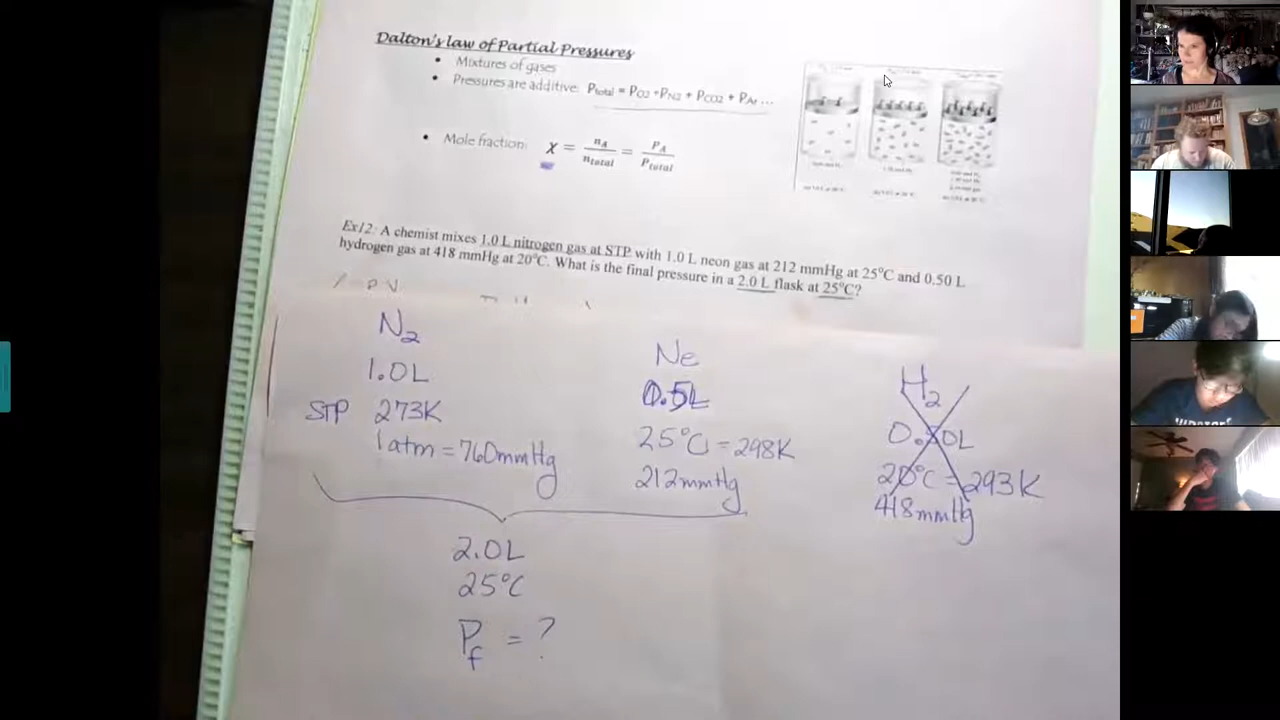 Dalton's law of Partial Pressures
• Mixtures of gases
• Pressures are additive: Ptotal = PO2 + PN2 + PCO2 + PAr ...
• Mole fraction: χ = nA/ntotal = PA/Ptotal
Ex12: A chemist mixes 1.0 L nitrogen gas at STP with 1.0 L neon gas at 212 mmHg at 25°C and 0.50 L
hydrogen gas at 418 mmHg at 20°C. What is the final pressure in a 2.0 L flask at 25°C?
N2
1.0L
STP 273K
1atm = 760mmHg
Ne
0.5L
25°C = 298K
212mmHg
H2
0.50L
20°C = 293K
418mmHg
2.0L
25°C
Pf = ?